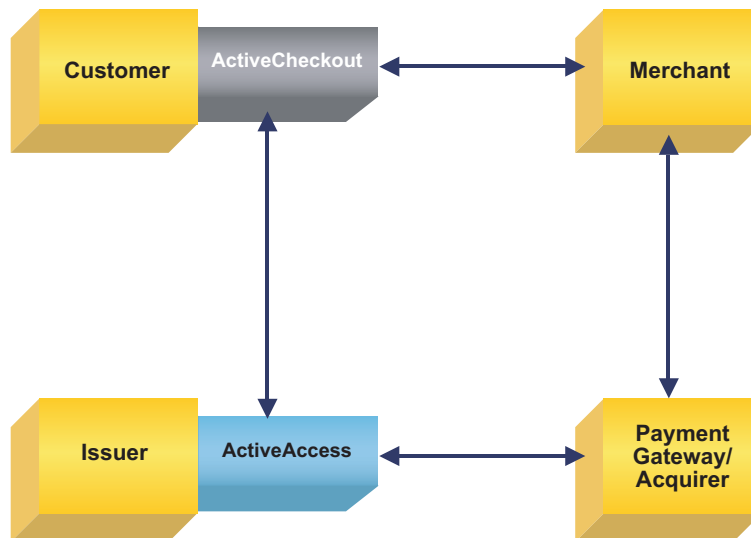 Customer
ActiveCheckout
Merchant
Issuer
ActiveAccess
Payment
Gateway/
Acquirer